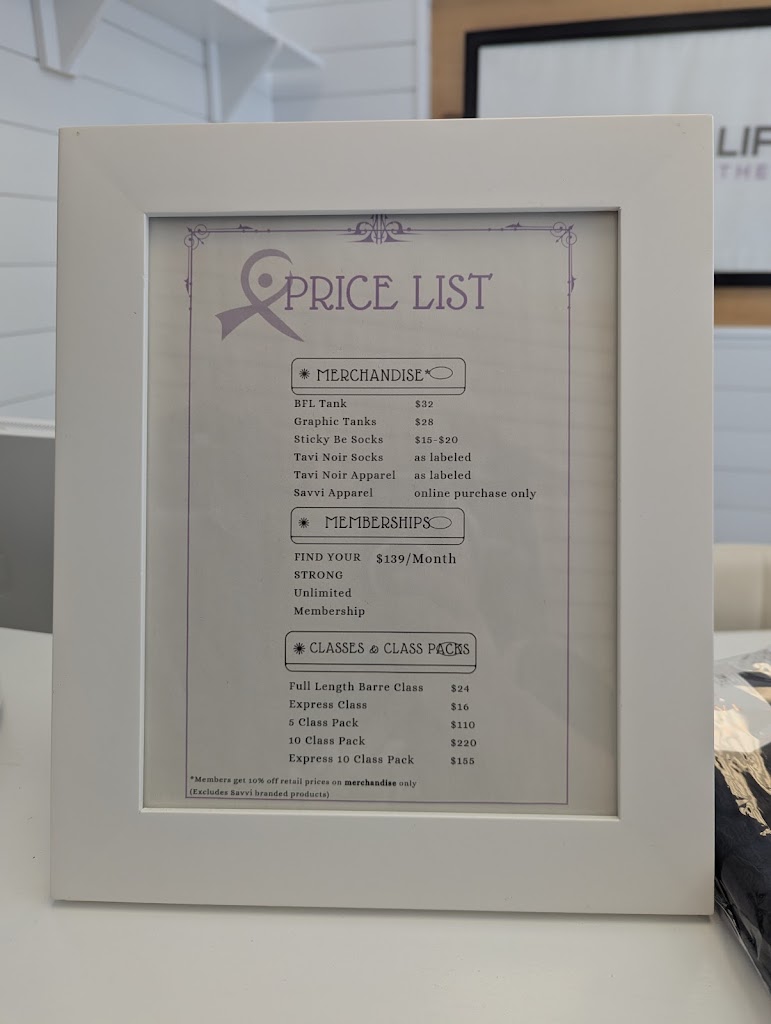 LIF
THE
PRICE LIST
MERCHANDISE*
BFL Tank $32
Graphic Tanks $28
Sticky Be Socks $15-$20
Tavi Noir Socks as labeled
Tavi Noir Apparel as labeled
Savvi Apparel online purchase only
MEMBERSHIPS
FIND YOUR $139/Month
STRONG
Unlimited
Membership
CLASSES & CLASS PACKS
Full Length Barre Class $24
Express Class $16
5 Class Pack $110
10 Class Pack $220
Express 10 Class Pack $155
*Members get 10% off retail prices on merchandise only
(Excludes Savvi branded products)